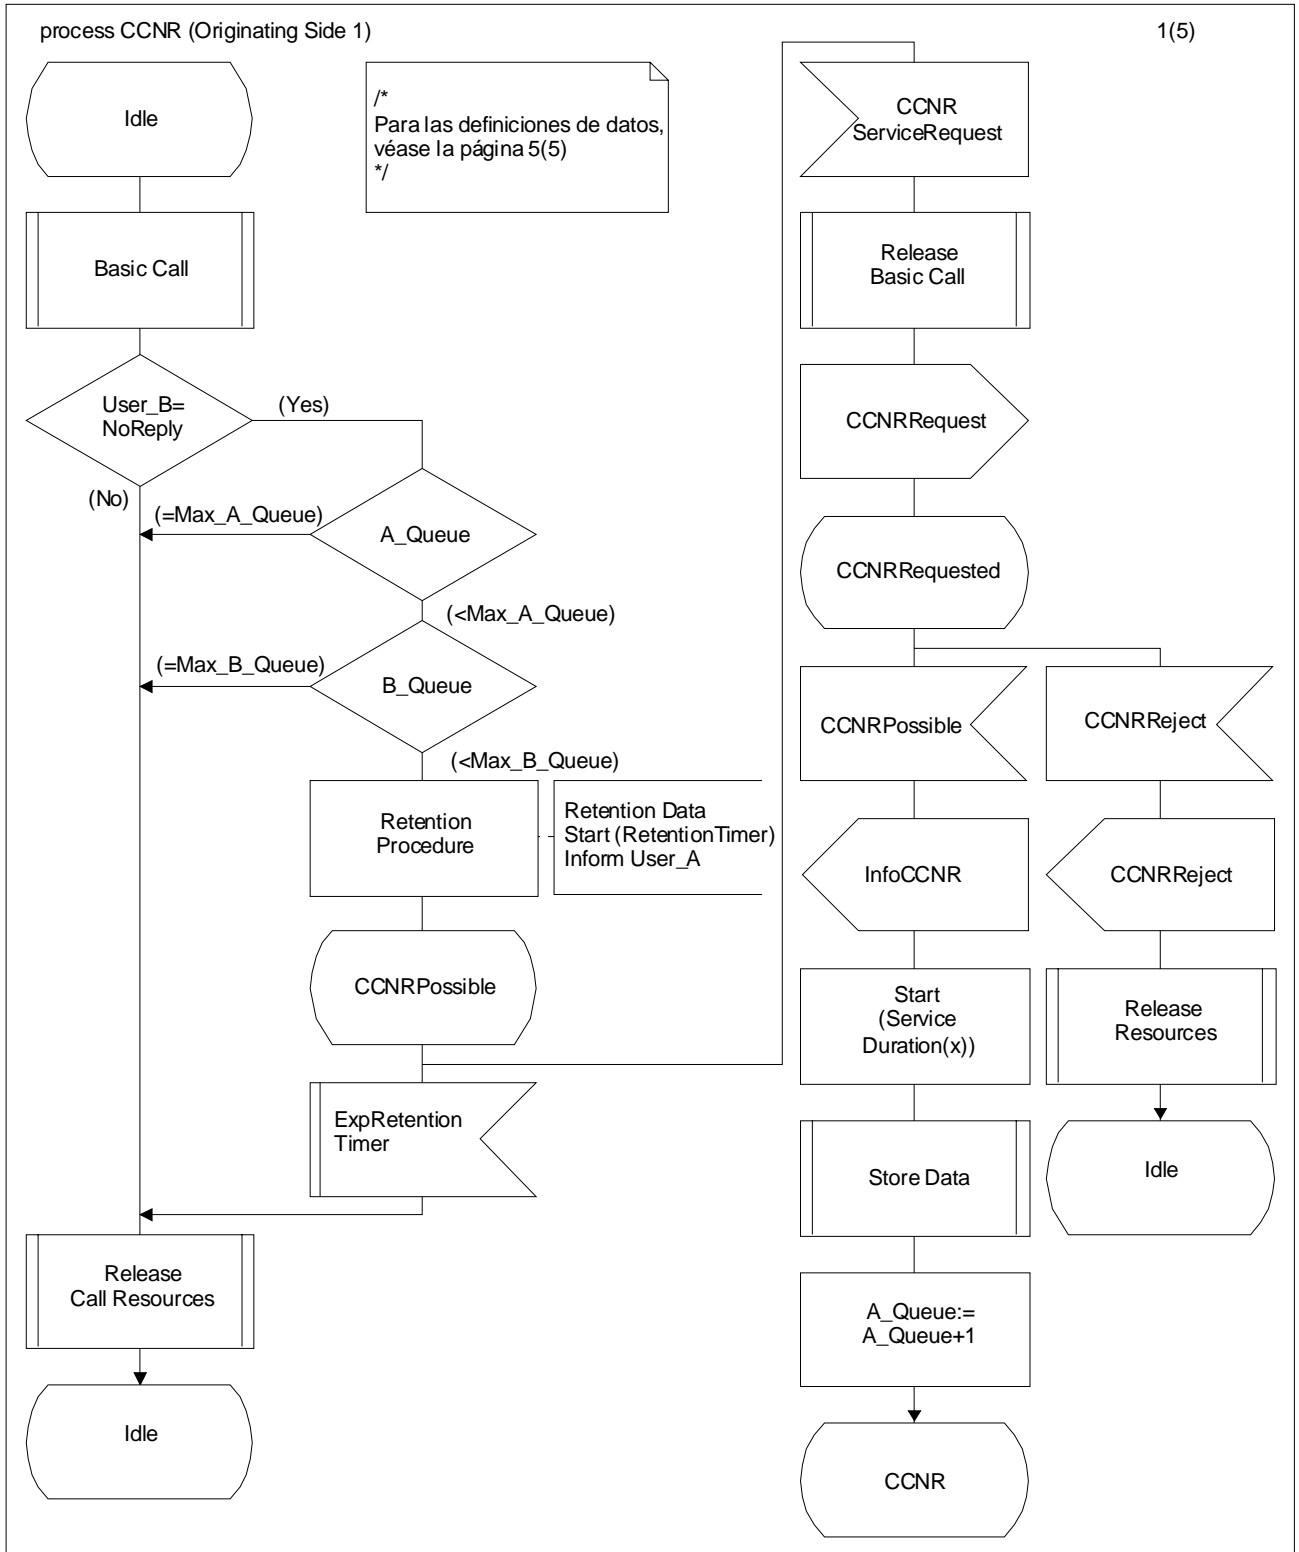 process CCNR (Originating Side 1)
1(5)
Idle
/*
Para las definiciones de datos,
véase la página 5(5)
*/
Basic Call
User_B=
NoReply
(Yes)
(No)
(=Max_A_Queue)
A_Queue
(<Max_A_Queue)
(=Max_B_Queue)
B_Queue
(<Max_B_Queue)
Retention
Procedure
Retention Data
Start (RetentionTimer)
Inform User_A
CCNRPossible
ExpRetention
Timer
Release
Call Resources
Idle
CCNR
ServiceRequest
Release
Basic Call
CCNRRequest
CCNRRequested
CCNRPossible
CCNRReject
InfoCCNR
CCNRReject
Start
(Service
Duration(x))
Release
Resources
Store Data
Idle
A_Queue:=
A_Queue+1
CCNR